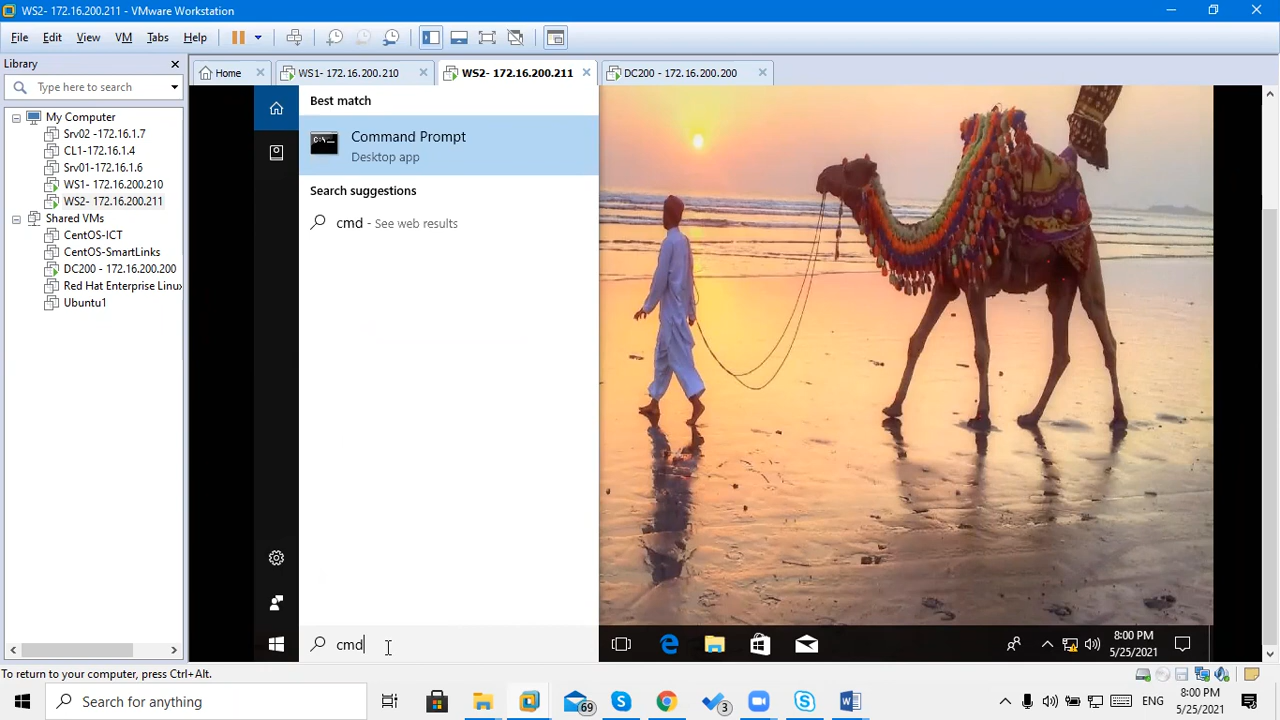 WS2- 172.16.200.211 - VMware Workstation
File Edit View VM Tabs Help
Library
Type here to search
Home
WS1- 172.16.200.210
WS2- 172.16.200.211
DC200 - 172.16.200.200
My Computer
Srv02 -172.16.1.7
CL1-172.16.1.4
Srv01-172.16.1.6
WS1- 172.16.200.210
WS2- 172.16.200.211
Shared VMs
CentOS-ICT
CentOS-SmartLinks
DC200 - 172.16.200.200
Red Hat Enterprise Linux
Ubuntu1
Best match
C:\>_
Command Prompt
Desktop app
Search suggestions
cmd - See web results
cmd
8:00 PM
5/25/2021
To return to your computer, press Ctrl+Alt.
Search for anything
69
3
ENG
8:00 PM
5/25/2021